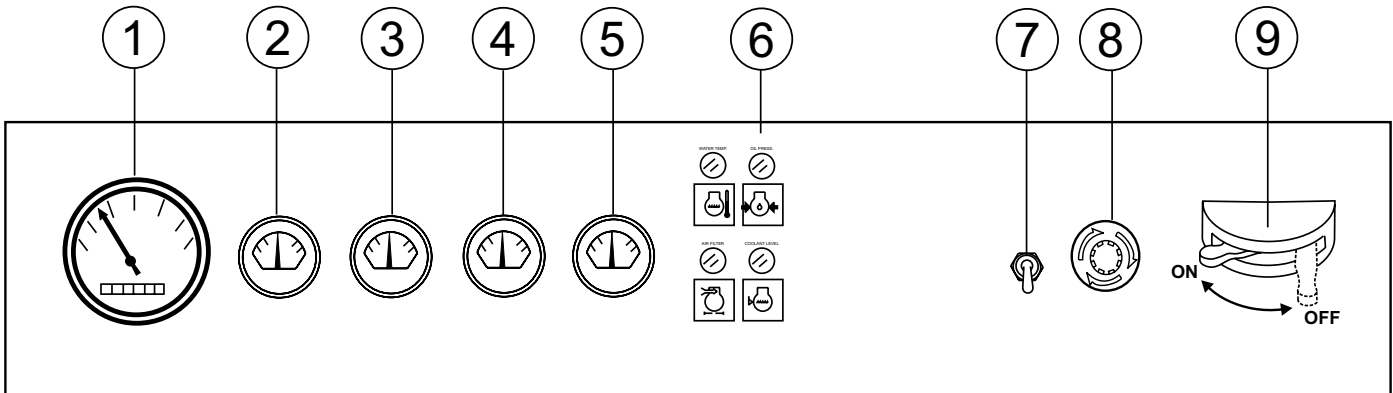 1 2 3 4 5 6 7 8 9
WATER TEMP. OIL PRESS.
AIR FILTER COOLANT LEVEL
ON
OFF